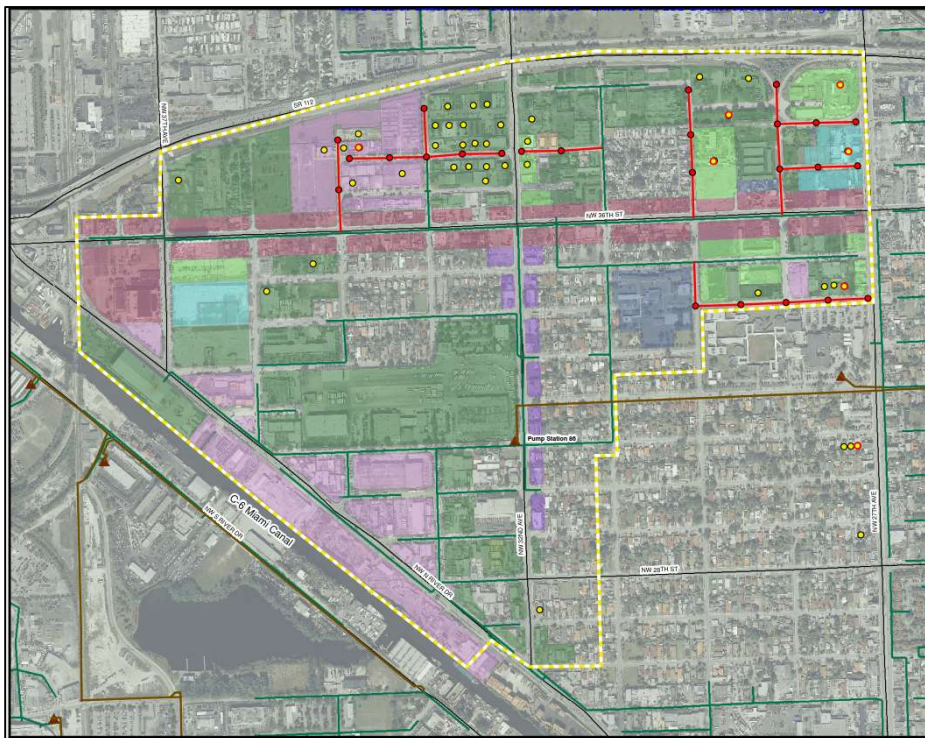 SR 112
NW 37TH AVE
NW 36TH ST
Pump Station 86
C-6 Miami Canal
NW S RIVER DR
NW N RIVER DR
NW 32ND AVE
NW 27TH AVE
NW 28TH ST